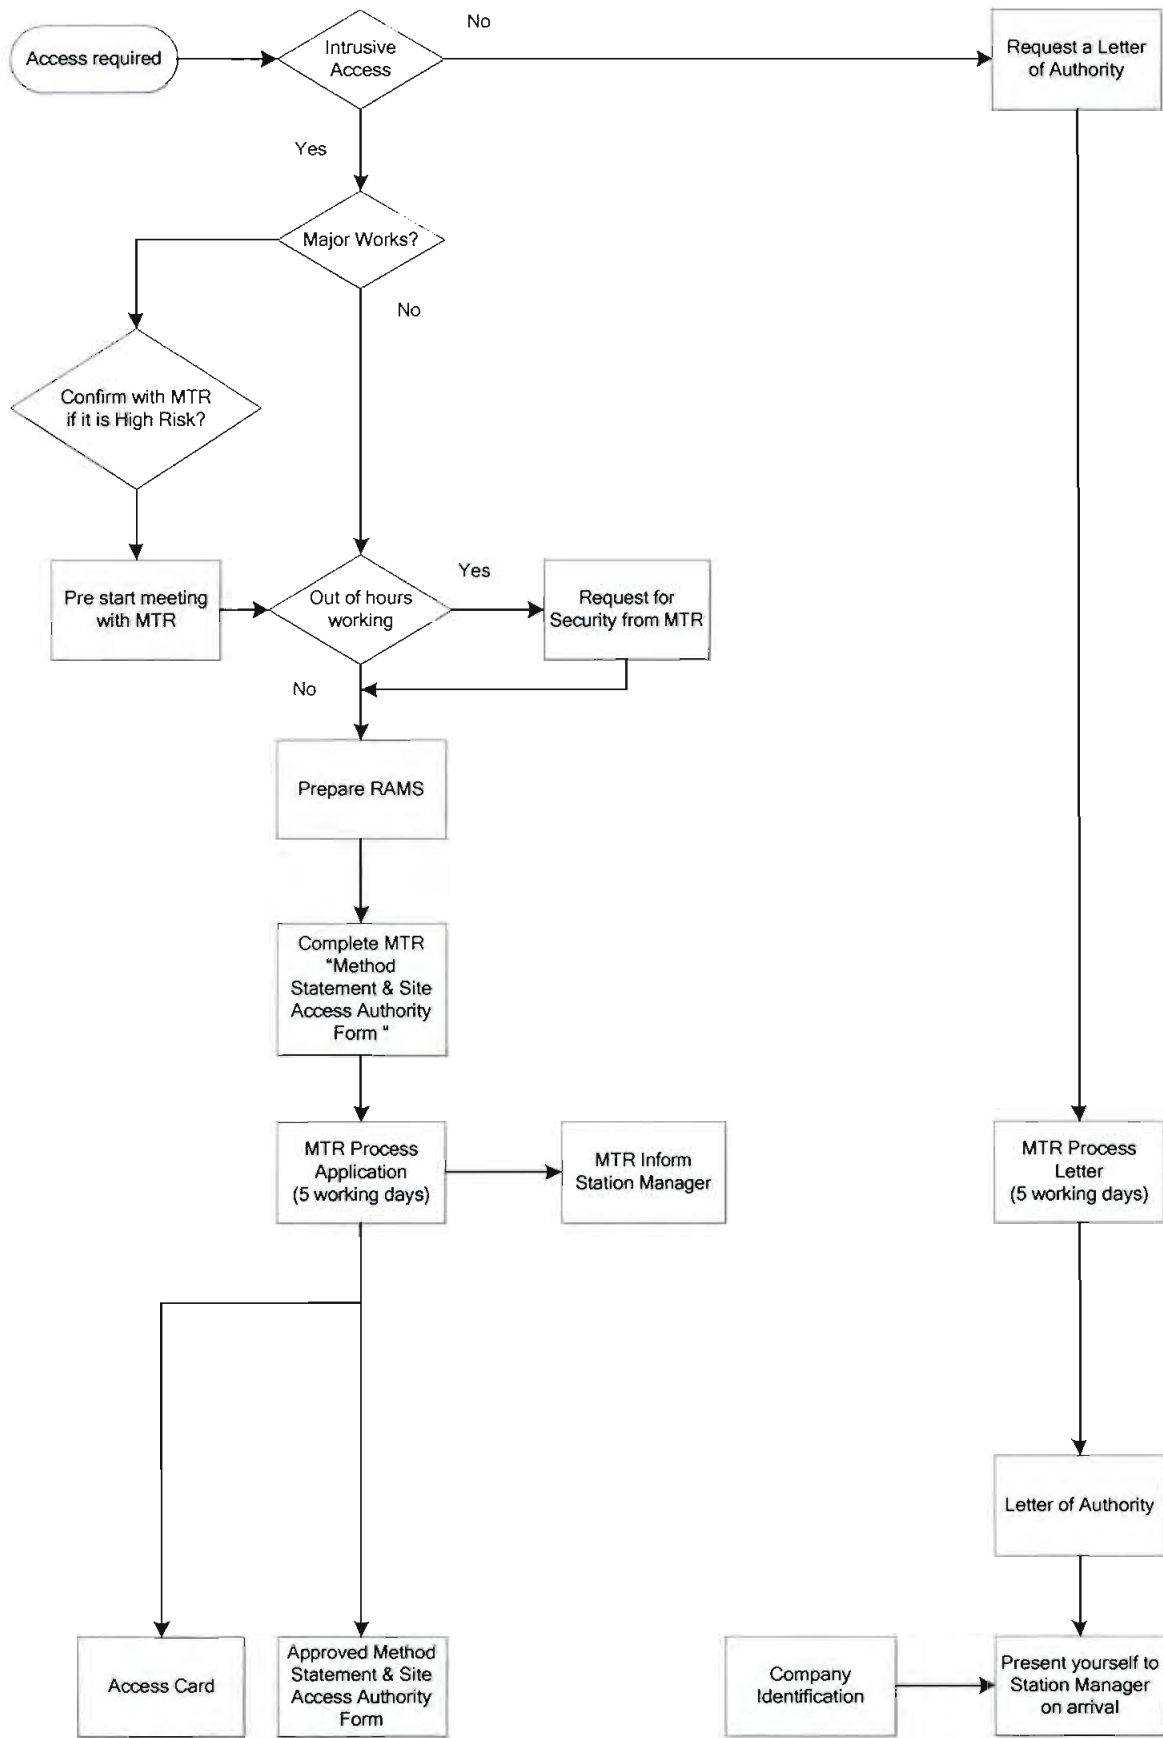 No
Access required
Intrusive
Access
Request a Letter
of Authority
Yes
Major Works?
No
Confirm with MTR
if it is High Risk?
Pre start meeting
with MTR
Out of hours
working
Yes
Request for
Security from MTR
No
Prepare RAMS
Complete MTR
"Method
Statement & Site
Access Authority
Form "
MTR Process
Application
(5 working days)
MTR Inform
Station Manager
MTR Process
Letter
(5 working days)
Letter of Authority
Access Card
Approved Method
Statement & Site
Access Authority
Form
Company
Identification
Present yourself to
Station Manager
on arrival